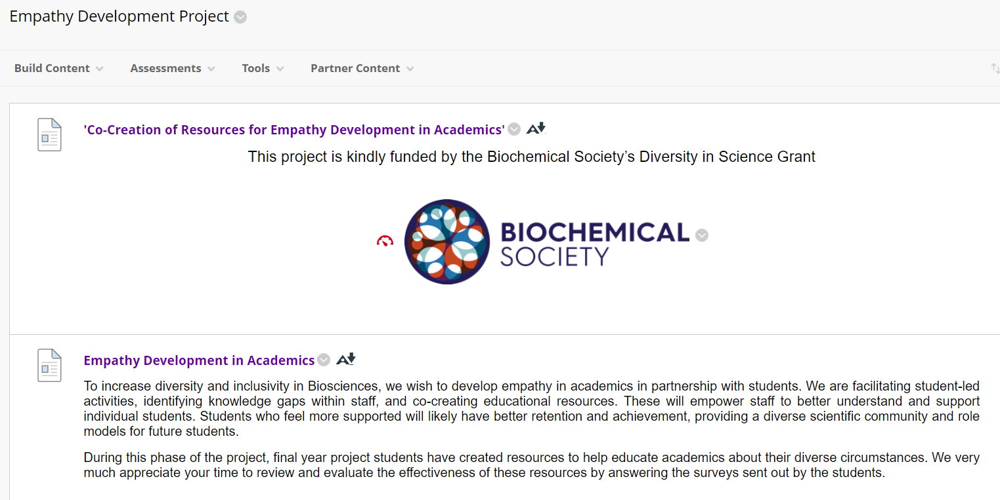 Empathy Development Project
Build Content Assessments Tools Partner Content
'Co-Creation of Resources for Empathy Development in Academics'
This project is kindly funded by the Biochemical Society’s Diversity in Science Grant
BIOCHEMICAL
SOCIETY
Empathy Development in Academics
To increase diversity and inclusivity in Biosciences, we wish to develop empathy in academics in partnership with students. We are facilitating student-led
activities, identifying knowledge gaps within staff, and co-creating educational resources. These will empower staff to better understand and support
individual students. Students who feel more supported will likely have better retention and achievement, providing a diverse scientific community and role
models for future students.
During this phase of the project, final year project students have created resources to help educate academics about their diverse circumstances. We very
much appreciate your time to review and evaluate the effectiveness of these resources by answering the surveys sent out by the students.